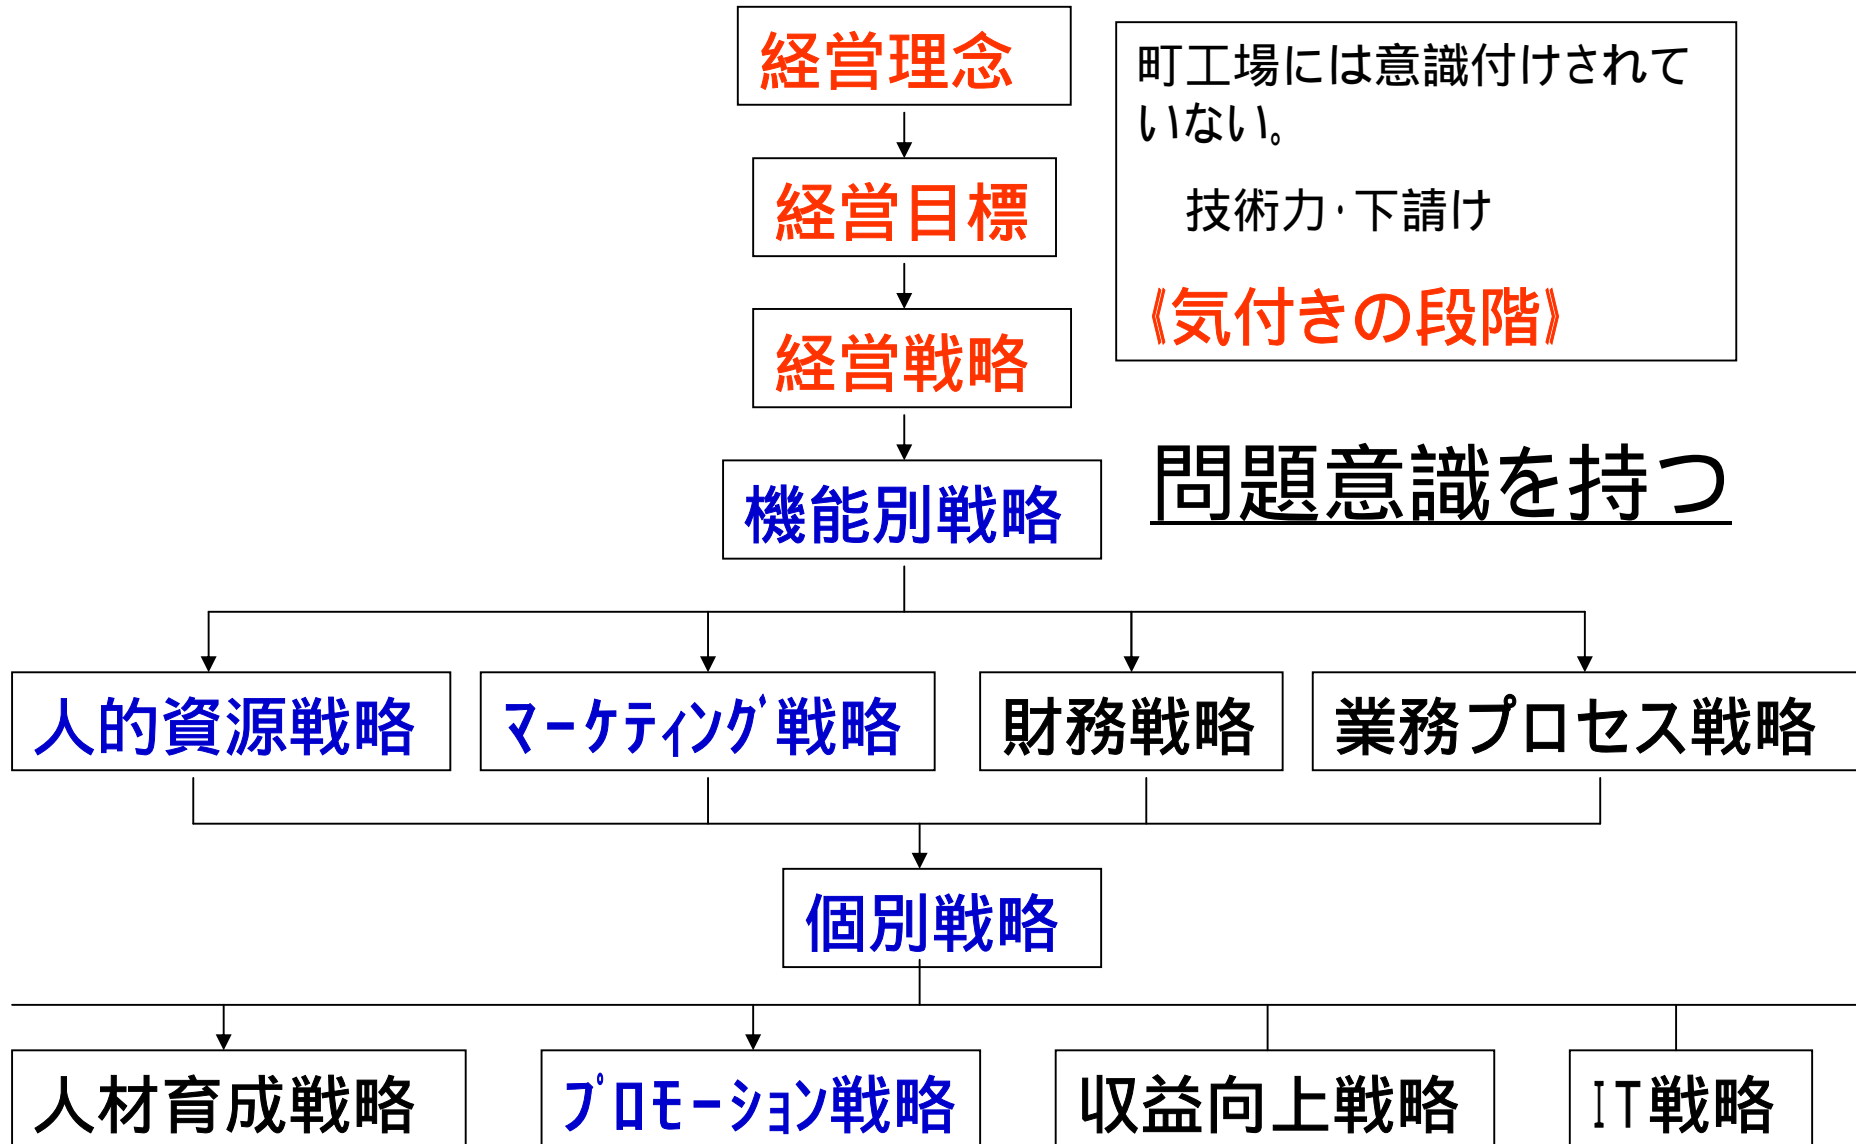 経営理念
町工場には意識付けされて
いない。
技術力・下請け
《気付きの段階》
経営目標
経営戦略
機能別戦略
問題意識を持つ
人的資源戦略
ﾏｰｹﾃｨﾝｸﾞ戦略
財務戦略
業務プロセス戦略
個別戦略
人材育成戦略
ﾌﾟﾛﾓｰｼｮﾝ戦略
収益向上戦略
IT戦略